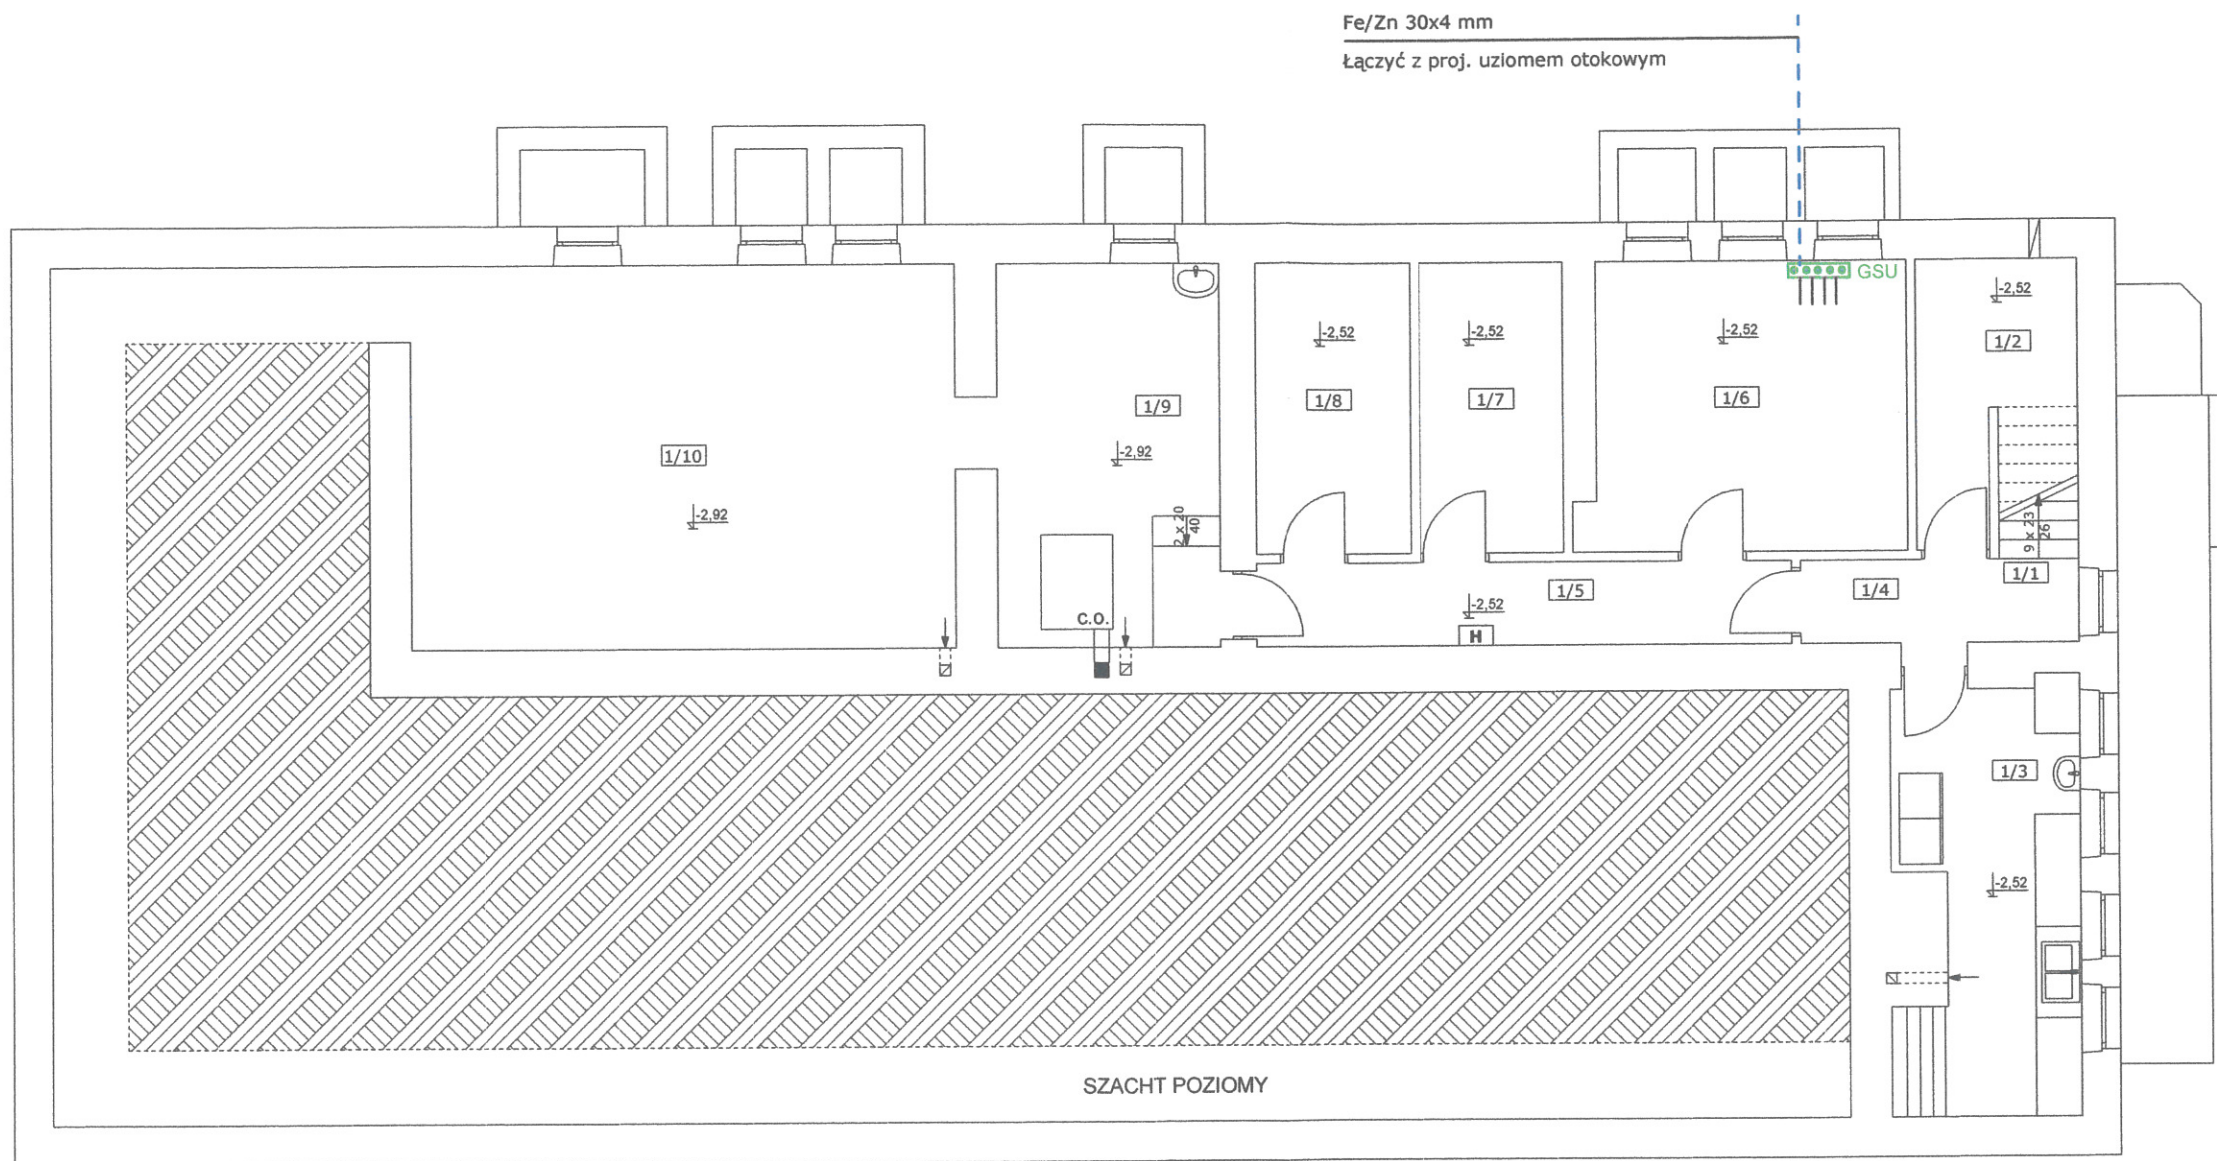 Fe/Zn 30x4 mm
Łączyć z proj. uziomem otokowym
GSU
-2,52
1/2
-2,52
-2,52
-2,52
1/8
1/7
1/6
1/9
-2,92
1/10
-2,92
2 x 20
40
9 x 23
26
1/1
1/5
1/4
-2,52
C.O.
H
1/3
-2,52
SZACHT POZIOMY